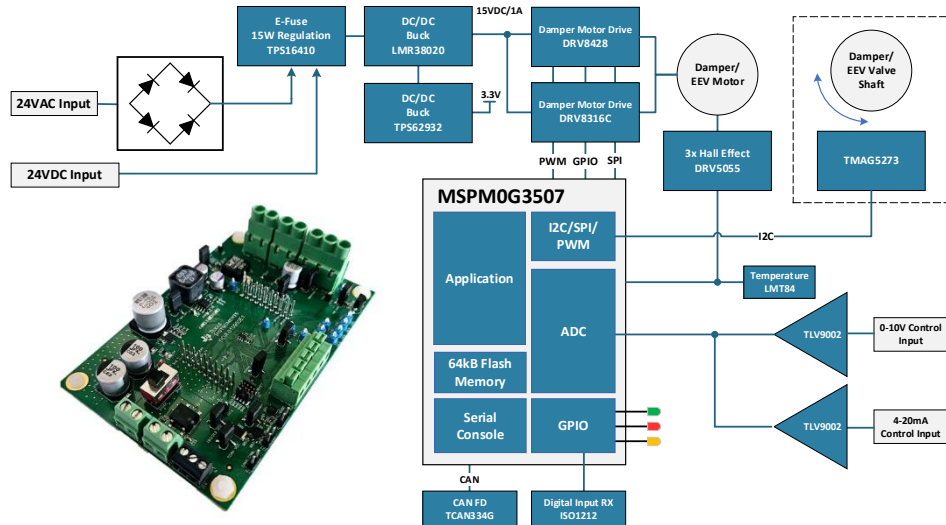 E-Fuse
15W Regulation
TPS16410
DC/DC
Buck
LMR38020
15VDC/1A
Damper Motor Drive
DRV8428
Damper/
EEV Motor
Damper/
EEV Valve
Shaft
24VAC Input
DC/DC
Buck
TPS62932
3.3V
Damper Motor Drive
DRV8316C
24VDC Input
PWM
GPIO
SPI
3x Hall Effect
DRV5055
TMAG5273
MSPM0G3507
Application
I2C/SPI/
PWM
I2C
Temperature
LMT84
ADC
TLV9002
0-10V Control
Input
64kB Flash
Memory
Serial
Console
GPIO
TLV9002
4-20mA
Control Input
CAN
CAN FD
TCAN334G
Digital Input RX
ISO1212